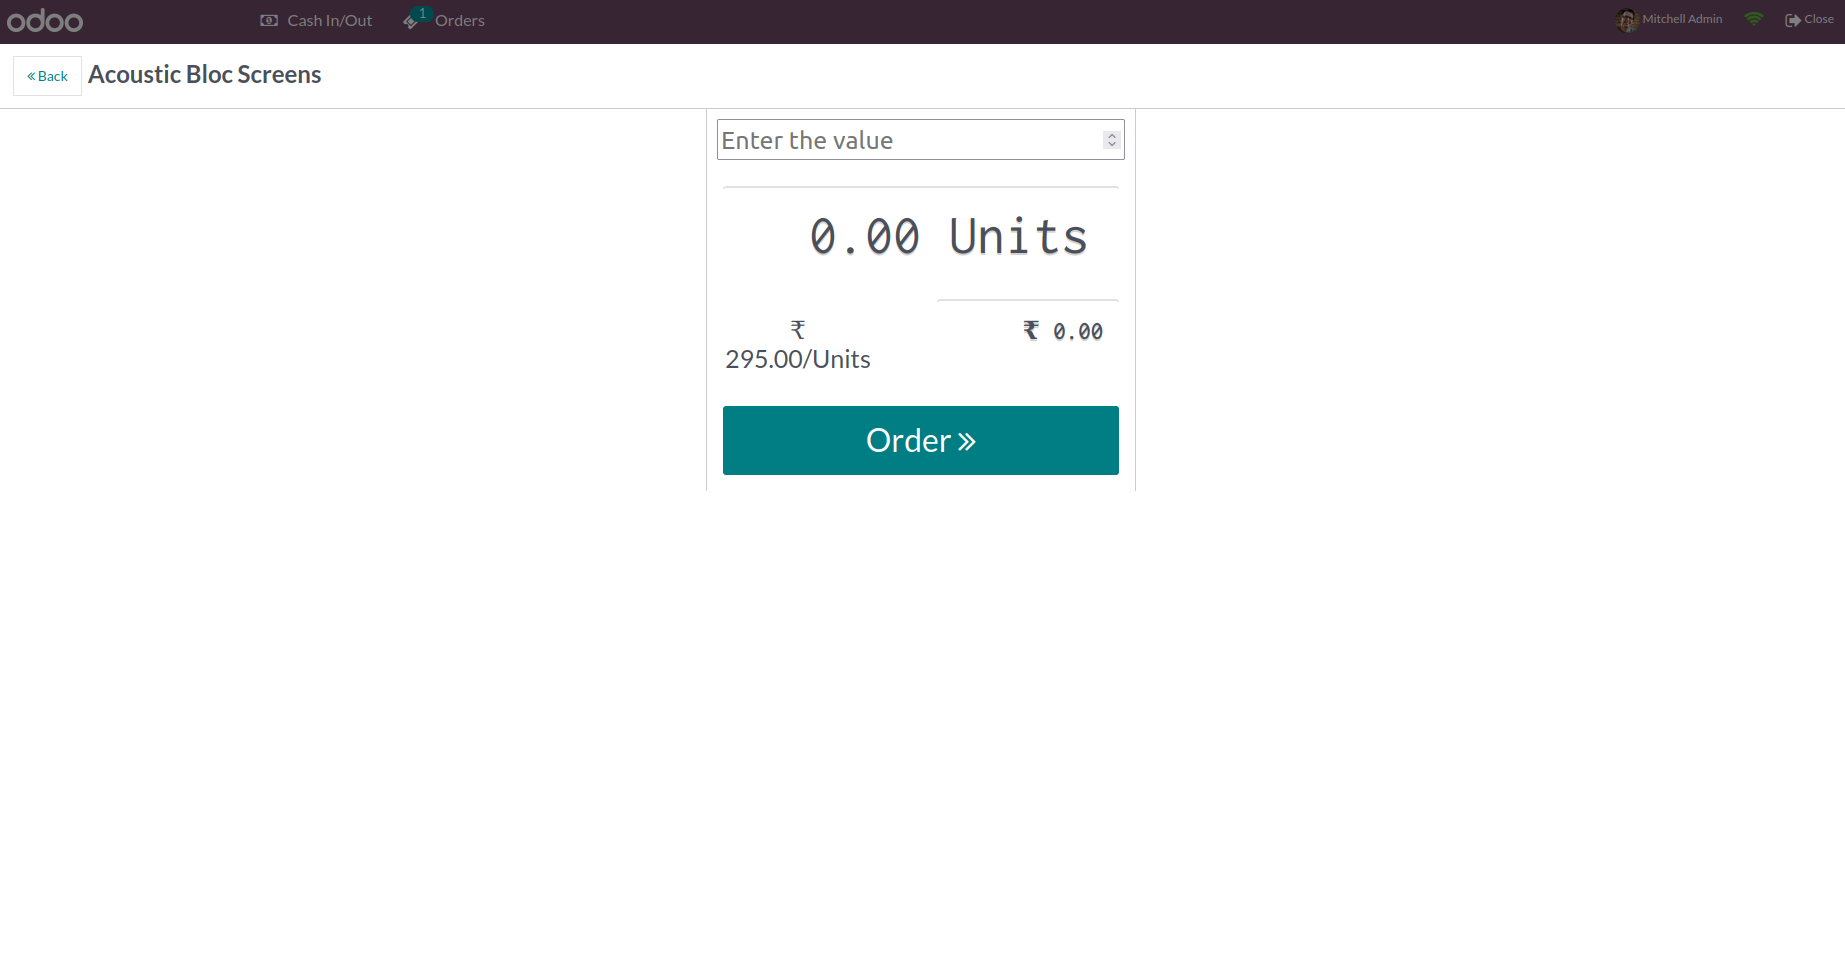 odoo Cash In/Out 1 Orders Mitchell Admin Close
« Back Acoustic Bloc Screens
Enter the value
0.00 Units
₹ ₹ 0.00
295.00/Units
Order »